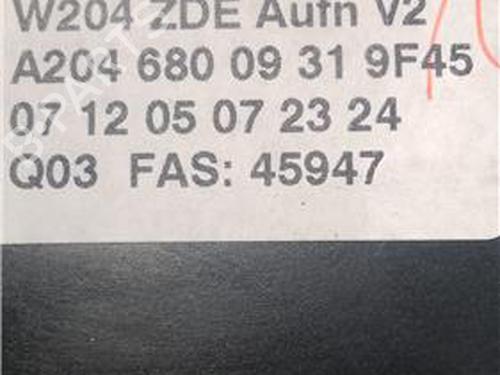 W204 ZDE Aufn V2
A204 680 09 31 9F45
07 12 05 07 23 24
Q03 FAS: 45947